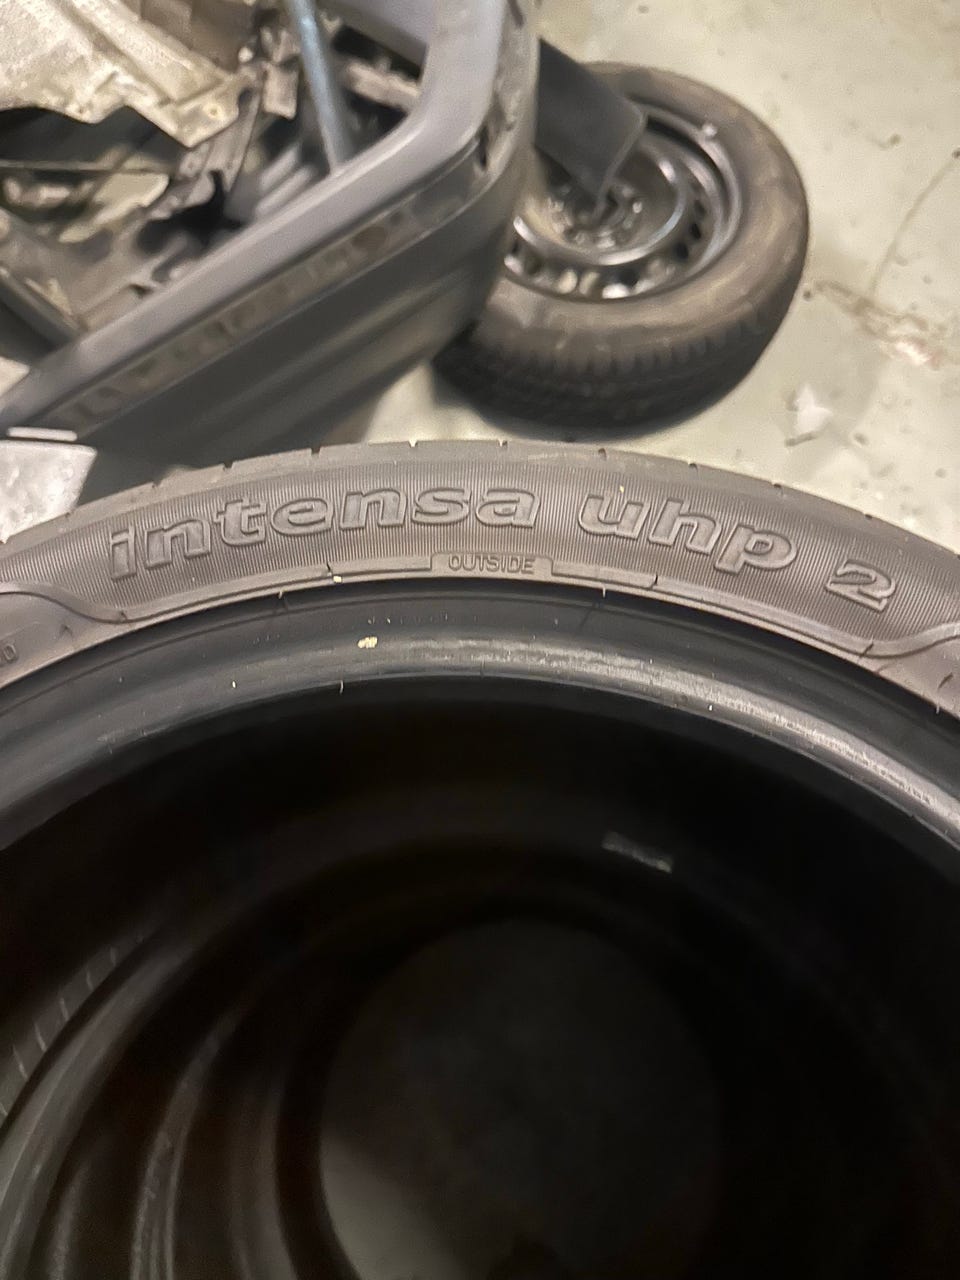 intensa uhp 2
OUTSIDE